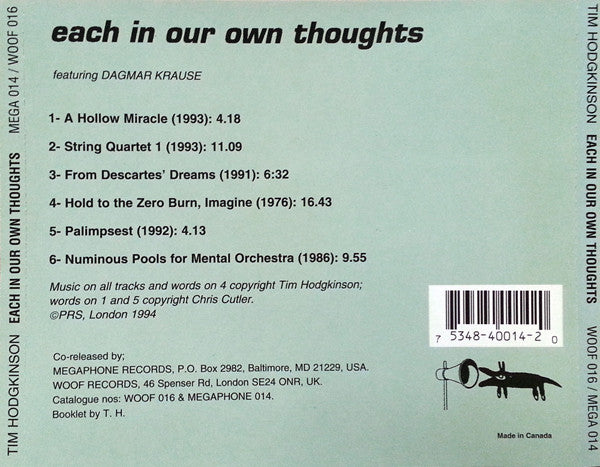 TIM HODGKINSON EACH IN OUR OWN THOUGHTS MEGA 014 / WOOF 016
each in our own thoughts
featuring DAGMAR KRAUSE
1- A Hollow Miracle (1993): 4.18
2- String Quartet 1 (1993): 11.09
3- From Descartes' Dreams (1991): 6:32
4- Hold to the Zero Burn, Imagine (1976): 16.43
5- Palimpsest (1992): 4.13
6- Numinous Pools for Mental Orchestra (1986): 9.55
Music on all tracks and words on 4 copyright Tim Hodgkinson;
words on 1 and 5 copyright Chris Cutler.
©PRS, London 1994
Co-released by;
MEGAPHONE RECORDS, P.O. Box 2982, Baltimore, MD 21229, USA.
WOOF RECORDS, 46 Spenser Rd, London SE24 ONR, UK.
Catalogue nos: WOOF 016 & MEGAPHONE 014.
Booklet by T. H.
7 5348-40014-2 0
Made in Canada
TIM HODGKINSON EACH IN OUR OWN THOUGHTS WOOF 016 / MEGA 014